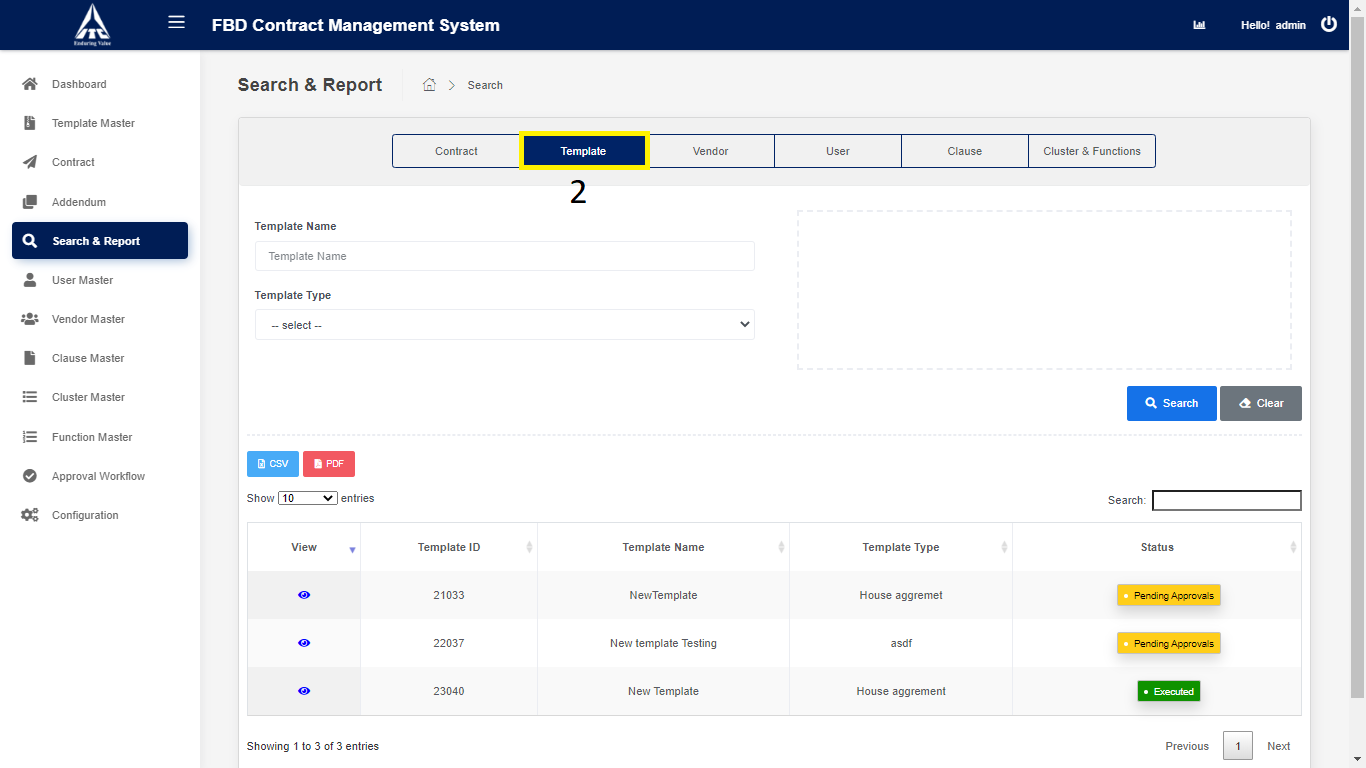 ITC
Enduring Value
FBD Contract Management System
Hello! admin
Dashboard
Template Master
Contract
Addendum
Search & Report
User Master
Vendor Master
Clause Master
Cluster Master
Function Master
Approval Workflow
Configuration
Search & Report
Search
Contract Template Vendor User Clause Cluster & Functions
2
Template Name
Template Name
Template Type
-- select --
Search Clear
CSV PDF
Show 10 entries Search:
View Template ID Template Name Template Type Status
21033 NewTemplate House aggremet Pending Approvals
22037 New template Testing asdf Pending Approvals
23040 New Template House aggrement Executed
Showing 1 to 3 of 3 entries Previous 1 Next